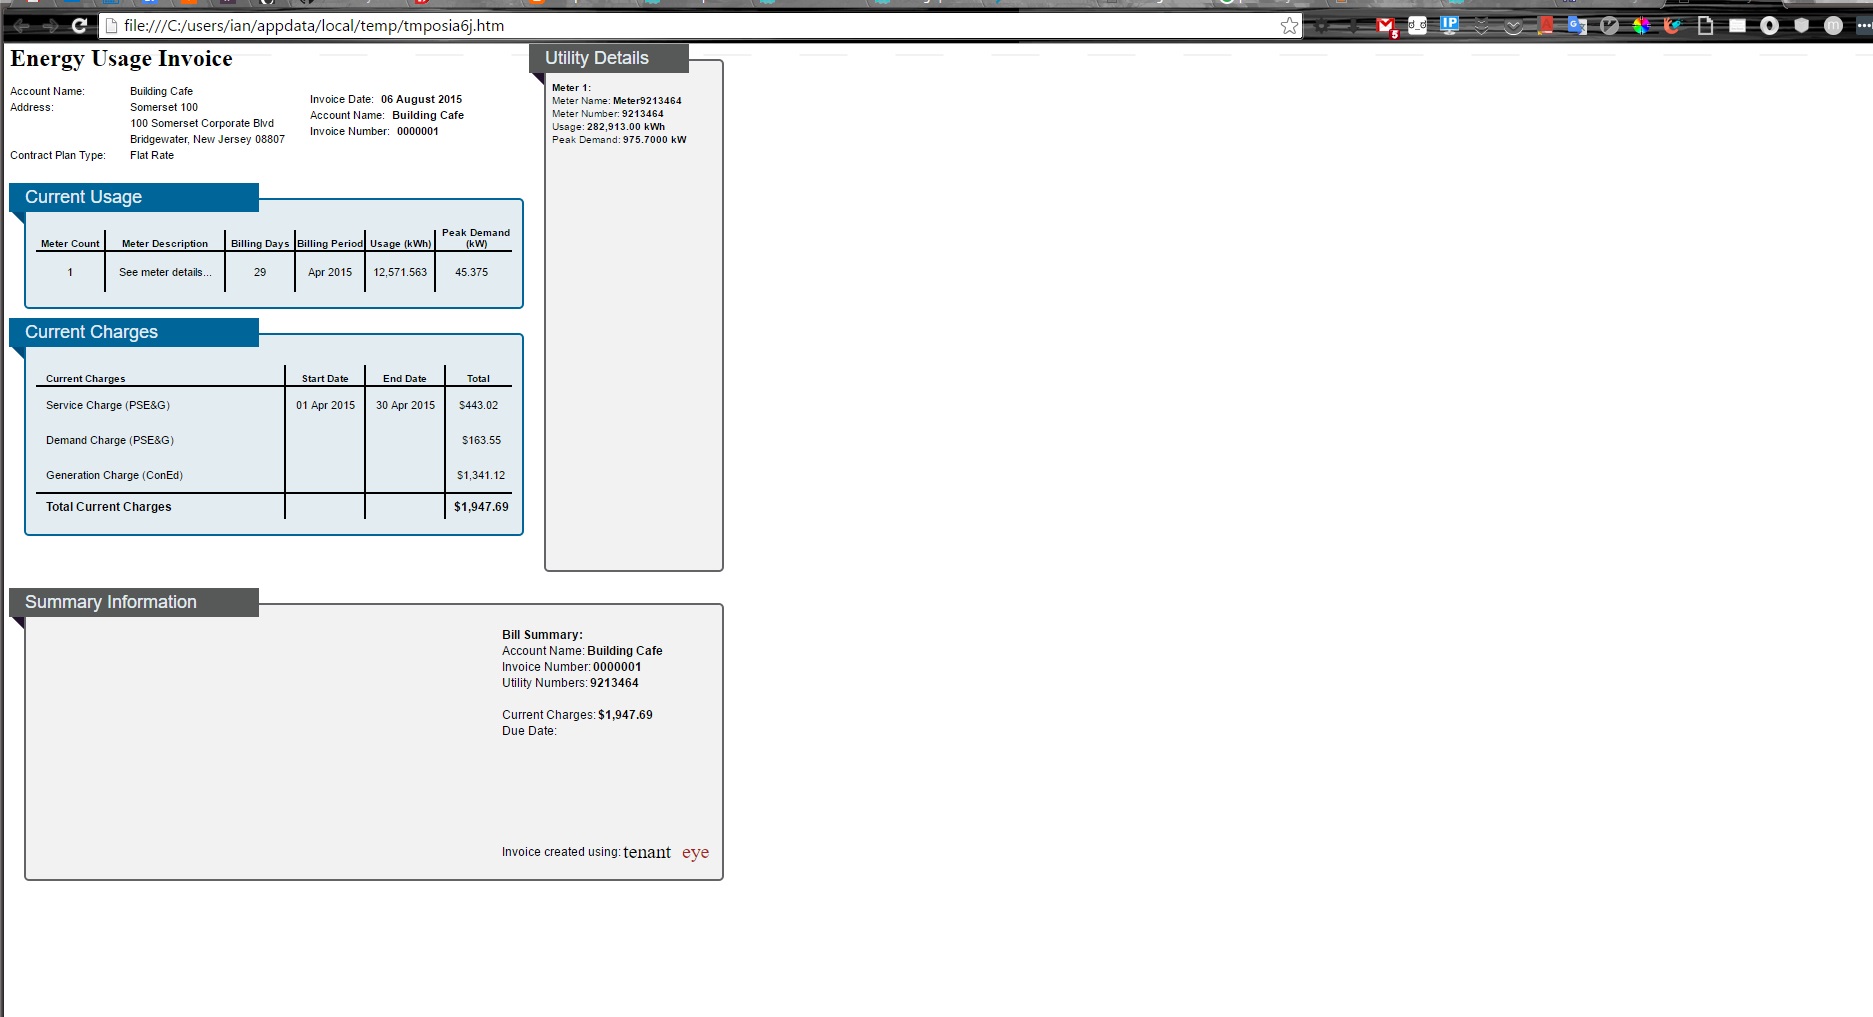 file:///C:/users/ian/appdata/local/temp/tmposia6j.htm
Energy Usage Invoice
Account Name: Building Cafe
Address: Somerset 100
100 Somerset Corporate Blvd
Bridgewater, New Jersey 08807
Contract Plan Type: Flat Rate
Invoice Date: 06 August 2015
Account Name: Building Cafe
Invoice Number: 0000001
Utility Details
Meter 1:
Meter Name: Meter9213464
Meter Number: 9213464
Usage: 282,913.00 kWh
Peak Demand: 975.7000 kW
Current Usage
Meter Count Meter Description Billing Days Billing Period Usage (kWh) Peak Demand (kW)
1 See meter details... 29 Apr 2015 12,571.563 45.375
Current Charges
Current Charges Start Date End Date Total
Service Charge (PSE&G) 01 Apr 2015 30 Apr 2015 $443.02
Demand Charge (PSE&G) $163.55
Generation Charge (ConEd) $1,341.12
Total Current Charges $1,947.69
Summary Information
Bill Summary:
Account Name: Building Cafe
Invoice Number: 0000001
Utility Numbers: 9213464
Current Charges: $1,947.69
Due Date:
Invoice created using: tenant eye